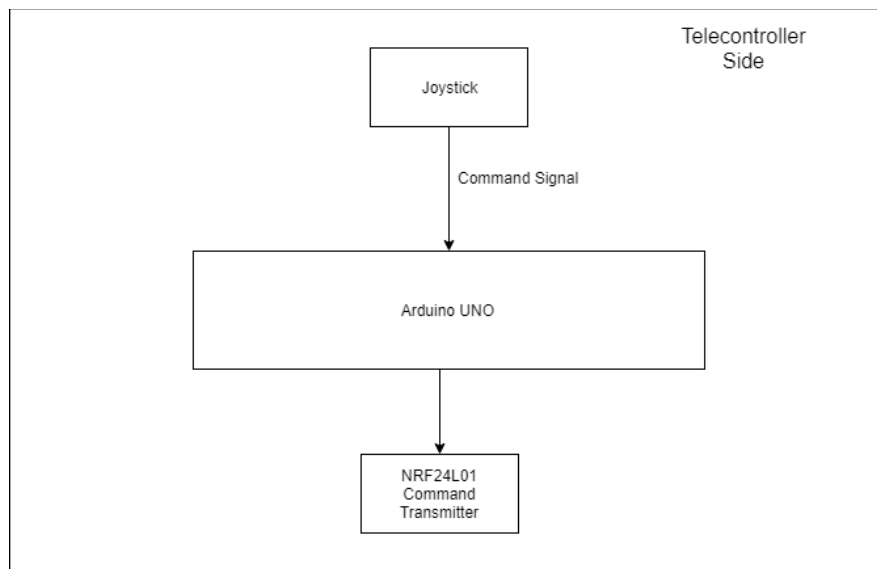 Telecontroller
Side
Joystick
Command Signal
Arduino UNO
NRF24L01
Command
Transmitter